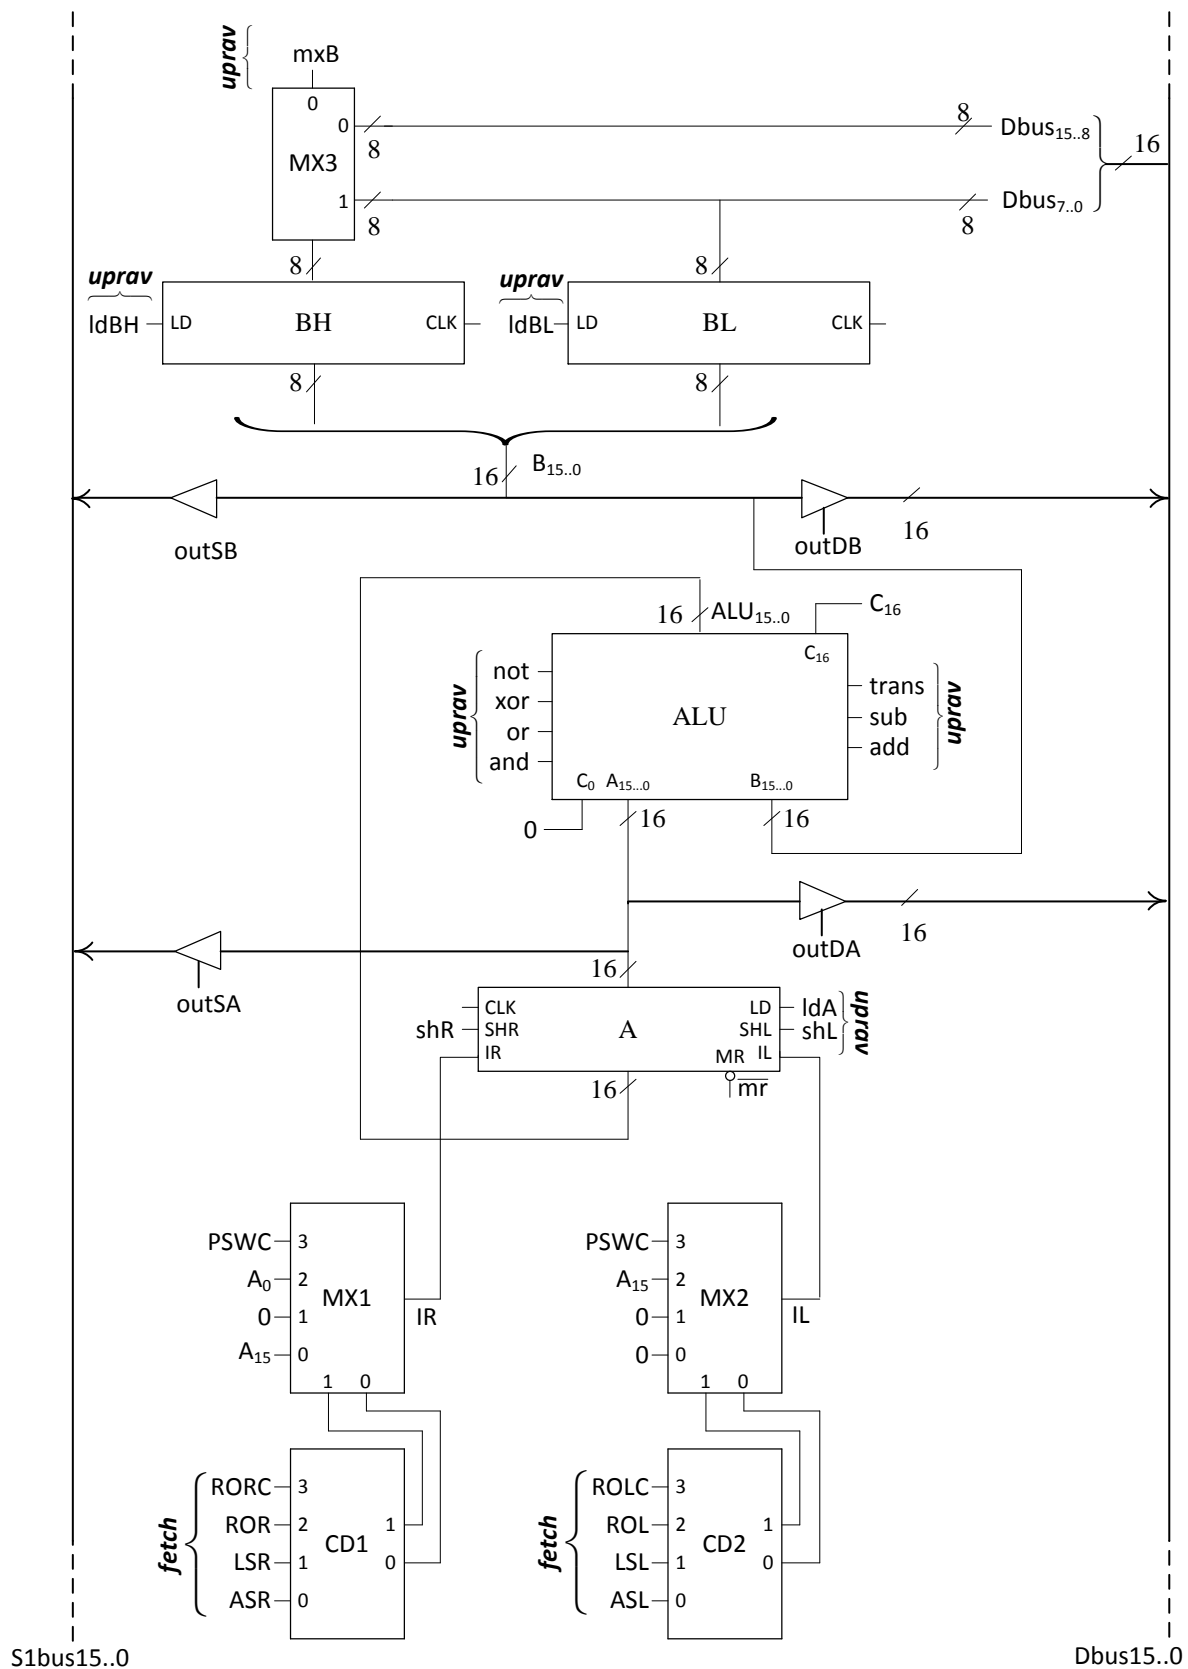 uprav
mxB
0
0
8
8
Dbus15..8
16
MX3
1
8
8
Dbus7..0
8
8
uprav
uprav
ldBH
LD
BH
CLK
ldBL
LD
BL
CLK
8
8
16
B15..0
outSB
outDB
16
16
ALU15..0
C16
C16
uprav
not
xor
or
and
ALU
trans
sub
add
uprav
C0
A15...0
B15...0
0
16
16
outDA
16
outSA
16
CLK
LD
ldA
uprav
shR
SHR
A
SHL
shL
IR
MR
IL
16
m̅r̅
PSWC
3
A0
2
MX1
0
1
IR
A15
0
1
0
PSWC
3
A15
2
MX2
0
1
IL
0
0
1
0
fetch
RORC
3
ROR
2
1
CD1
LSR
1
0
ASR
0
fetch
ROLC
3
ROL
2
1
CD2
LSL
1
0
ASL
0
S1bus15..0
Dbus15..0